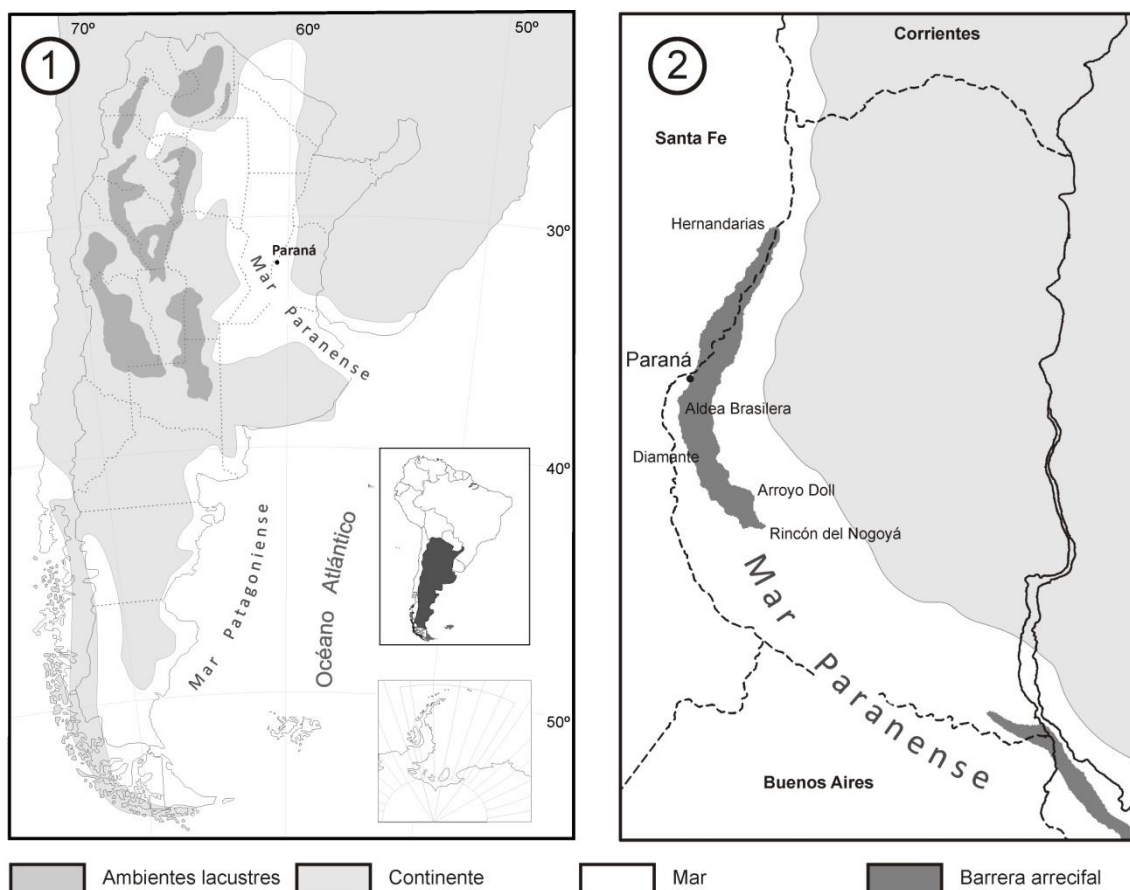 1
70º
60º
50º
30º
40º
50º
Paraná
Mar Paranense
Mar Patagoniense
Océano Atlántico
2
Corrientes
Santa Fe
Hernandarias
Paraná
Aldea Brasilera
Diamante
Arroyo Doll
Rincón del Nogoyá
Mar Paranense
Buenos Aires
Ambientes lacustres
Continente
Mar
Barrera arrecifal